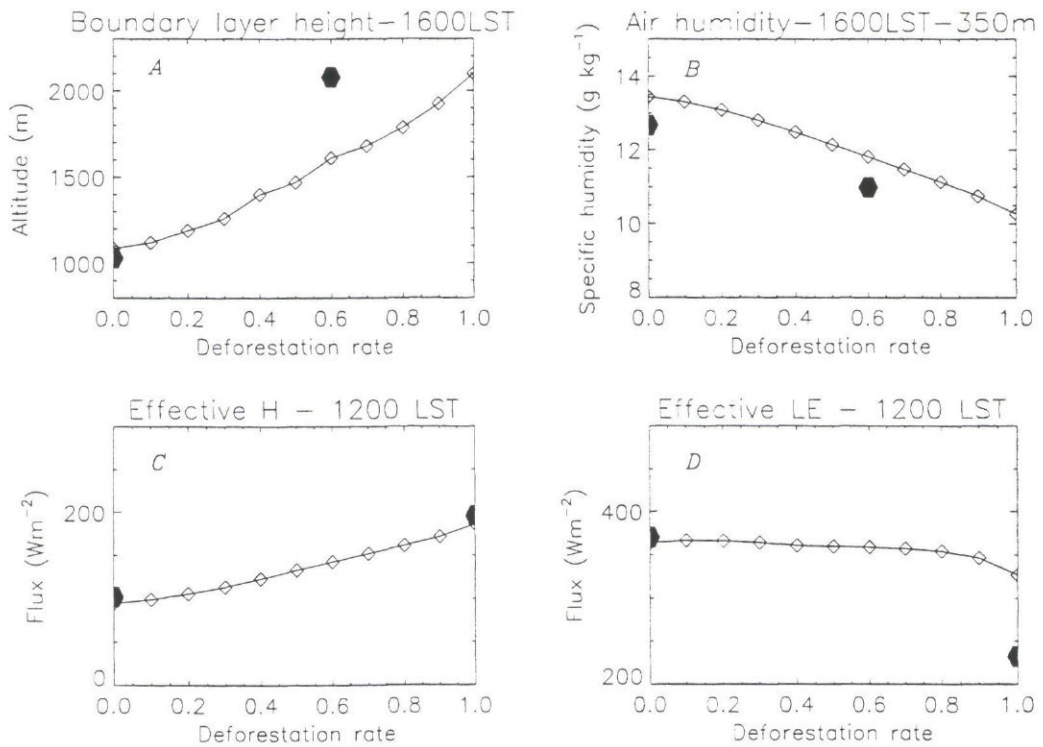 Boundary layer height-1600LST
A
Altitude (m)
2000
1500
1000
0.0 0.2 0.4 0.6 0.8 1.0
Deforestation rate
Air humidity-1600LST-350m
B
Specific humidity (g kg⁻¹)
14
12
10
8
0.0 0.2 0.4 0.6 0.8 1.0
Deforestation rate
Effective H - 1200 LST
C
Flux (Wm⁻²)
200
0
0.0 0.2 0.4 0.6 0.8 1.0
Deforestation rate
Effective LE - 1200 LST
D
Flux (Wm⁻²)
400
200
0.0 0.2 0.4 0.6 0.8 1.0
Deforestation rate